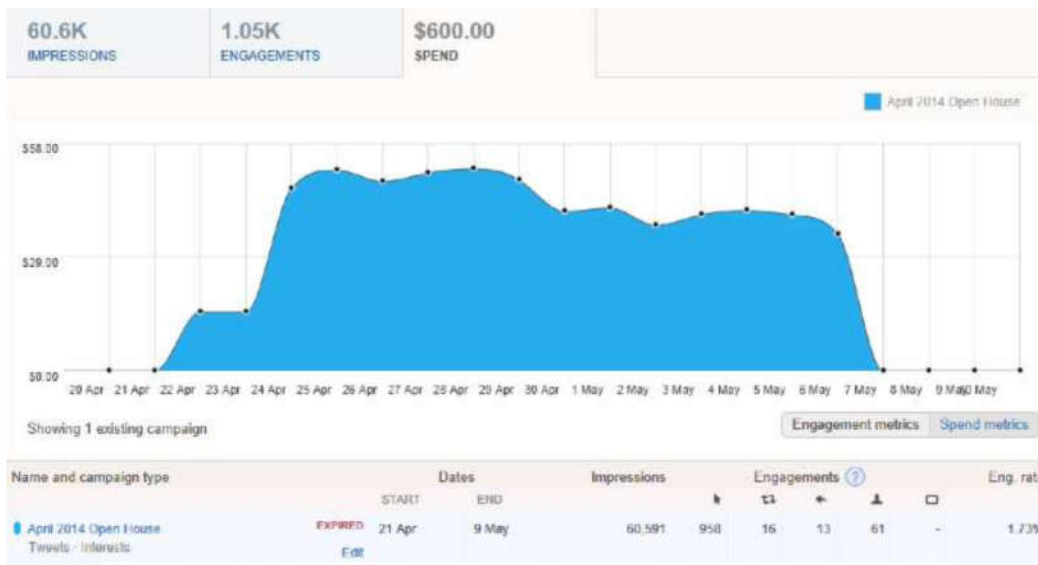 60.6K 1.05K $600.00
IMPRESSIONS ENGAGEMENTS SPEND
April 2014 Open House
$58.00
$29.00
$0.00
20 Apr 21 Apr 22 Apr 23 Apr 24 Apr 25 Apr 26 Apr 27 Apr 28 Apr 29 Apr 30 Apr 1 May 2 May 3 May 4 May 5 May 6 May 7 May 8 May 9 May
Showing 1 existing campaign Engagement metrics Spend metrics
Name and campaign type Dates Impressions Engagements ? Eng. rat
START END
April 2014 Open House EXPIRED 21 Apr 9 May 60,591 958 16 13 61 - 1.73%
Tweets - Interests Edit